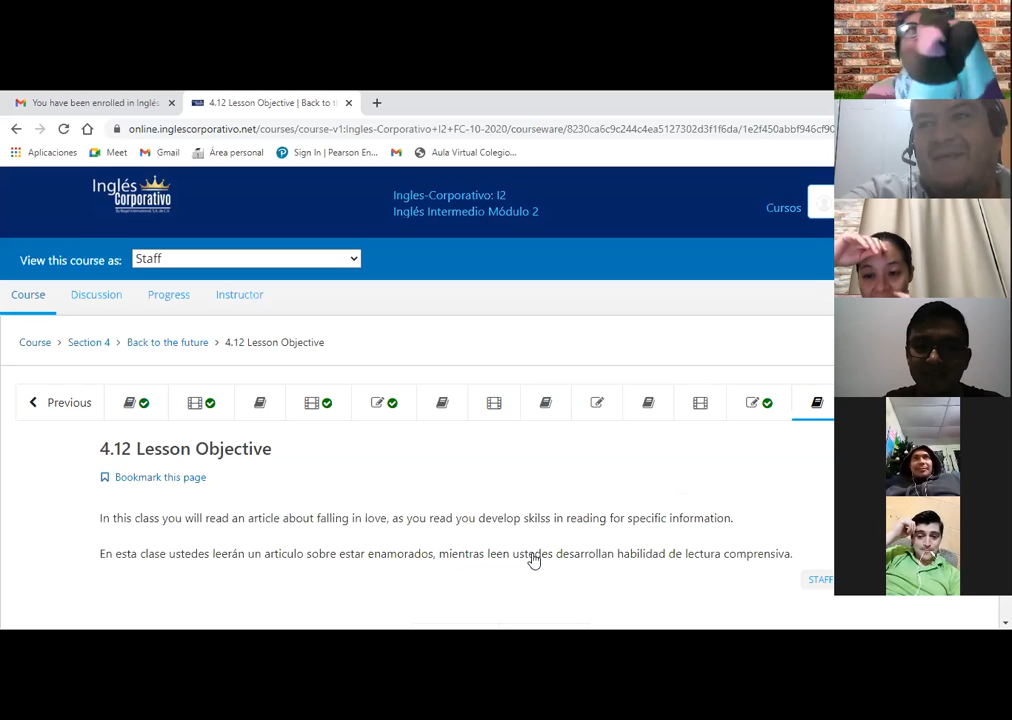 You have been enrolled in Inglés
4.12 Lesson Objective | Back to t
online.inglescorporativo.net/courses/course-v1:Ingles-Corporativo+I2+FC-10-2020/courseware/8230ca6c9c244c4ea5127302d3f1f6da/1e2f450abbf946cf90
Aplicaciones
Meet
Gmail
Área personal
Sign In | Pearson En...
Aula Virtual Colegio...
Inglés
Corporativo
Ingles-Corporativo: I2
Inglés Intermedio Módulo 2
Cursos
View this course as:
Staff
Course
Discussion
Progress
Instructor
Course > Section 4 > Back to the future > 4.12 Lesson Objective
Previous
4.12 Lesson Objective
Bookmark this page
In this class you will read an article about falling in love, as you read you develop skilss in reading for specific information.
En esta clase ustedes leerán un articulo sobre estar enamorados, mientras leen ustedes desarrollan habilidad de lectura comprensiva.
STAFF